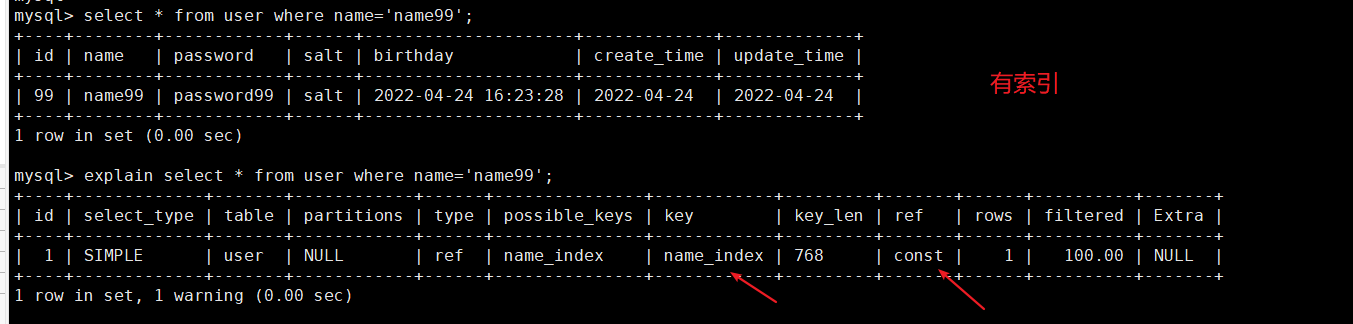 mysql> select * from user where name='name99';
+----+--------+------------+------+---------------------+-------------+-------------+
| id | name   | password   | salt | birthday            | create_time | update_time |
+----+--------+------------+------+---------------------+-------------+-------------+
| 99 | name99 | password99 | salt | 2022-04-24 16:23:28 | 2022-04-24  | 2022-04-24  |
+----+--------+------------+------+---------------------+-------------+-------------+
有索引
1 row in set (0.00 sec)
mysql> explain select * from user where name='name99';
+----+-------------+-------+------------+------+---------------+------------+---------+-------+------+----------+-------+
| id | select_type | table | partitions | type | possible_keys | key        | key_len | ref   | rows | filtered | Extra |
+----+-------------+-------+------------+------+---------------+------------+---------+-------+------+----------+-------+
|  1 | SIMPLE      | user  | NULL       | ref  | name_index    | name_index | 768     | const |    1 |   100.00 | NULL  |
+----+-------------+-------+------------+------+---------------+------------+---------+-------+------+----------+-------+
1 row in set, 1 warning (0.00 sec)